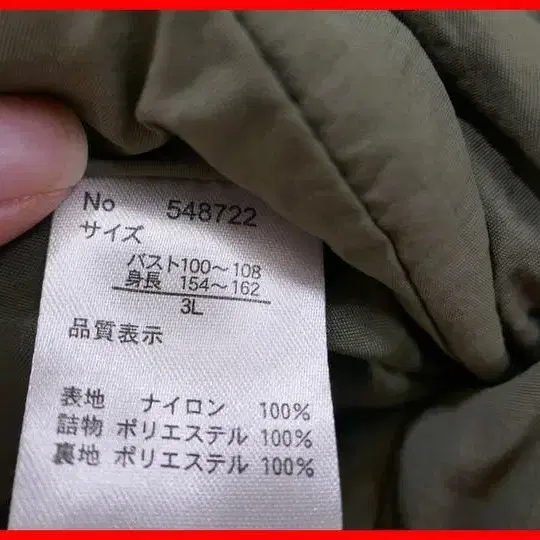 No 548722
サイズ
バスト100〜108
身長 154〜162
3L
品質表示
表地 ナイロン 100%
詰物 ポリエステル 100%
裏地 ポリエステル 100%